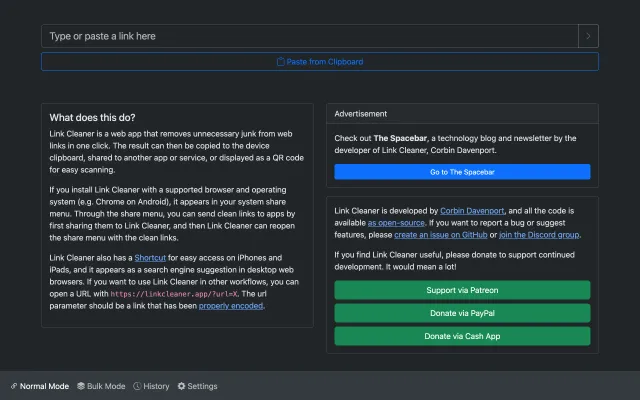 Type or paste a link here
Paste from Clipboard
What does this do?
Link Cleaner is a web app that removes unnecessary junk from web
links in one click. The result can then be copied to the device
clipboard, shared to another app or service, or displayed as a QR code
for easy scanning.
If you install Link Cleaner with a supported browser and operating
system (e.g. Chrome on Android), it appears in your system share
menu. Through the share menu, you can send clean links to apps by
first sharing them to Link Cleaner, and then Link Cleaner can reopen
the share menu with the clean links.
Link Cleaner also has a Shortcut for easy access on iPhones and
iPads, and it appears as a search engine suggestion in desktop web
browsers. If you want to use Link Cleaner in other workflows, you can
open a URL with https://linkcleaner.app/?url=X. The url
parameter should be a link that has been properly encoded.
Advertisement
Check out The Spacebar, a technology blog and newsletter by the
developer of Link Cleaner, Corbin Davenport.
Go to The Spacebar
Link Cleaner is developed by Corbin Davenport, and all the code is
available as open-source. If you want to report a bug or suggest
features, please create an issue on GitHub or join the Discord group.
If you find Link Cleaner useful, please donate to support continued
development. It would mean a lot!
Support via Patreon
Donate via PayPal
Donate via Cash App
Normal Mode Bulk Mode History Settings